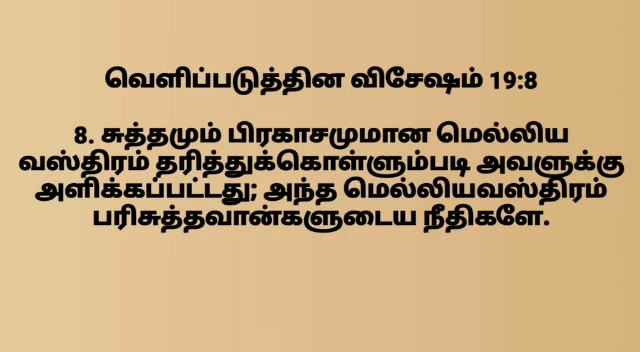 வெளிப்படுத்தின விசேஷம் 19:8
8. சுத்தமும் பிரகாசமுமான மெல்லிய
வஸ்திரம் தரித்துக்கொள்ளும்படி அவளுக்கு
அளிக்கப்பட்டது; அந்த மெல்லியவஸ்திரம்
பரிசுத்தவான்களுடைய நீதிகளே.